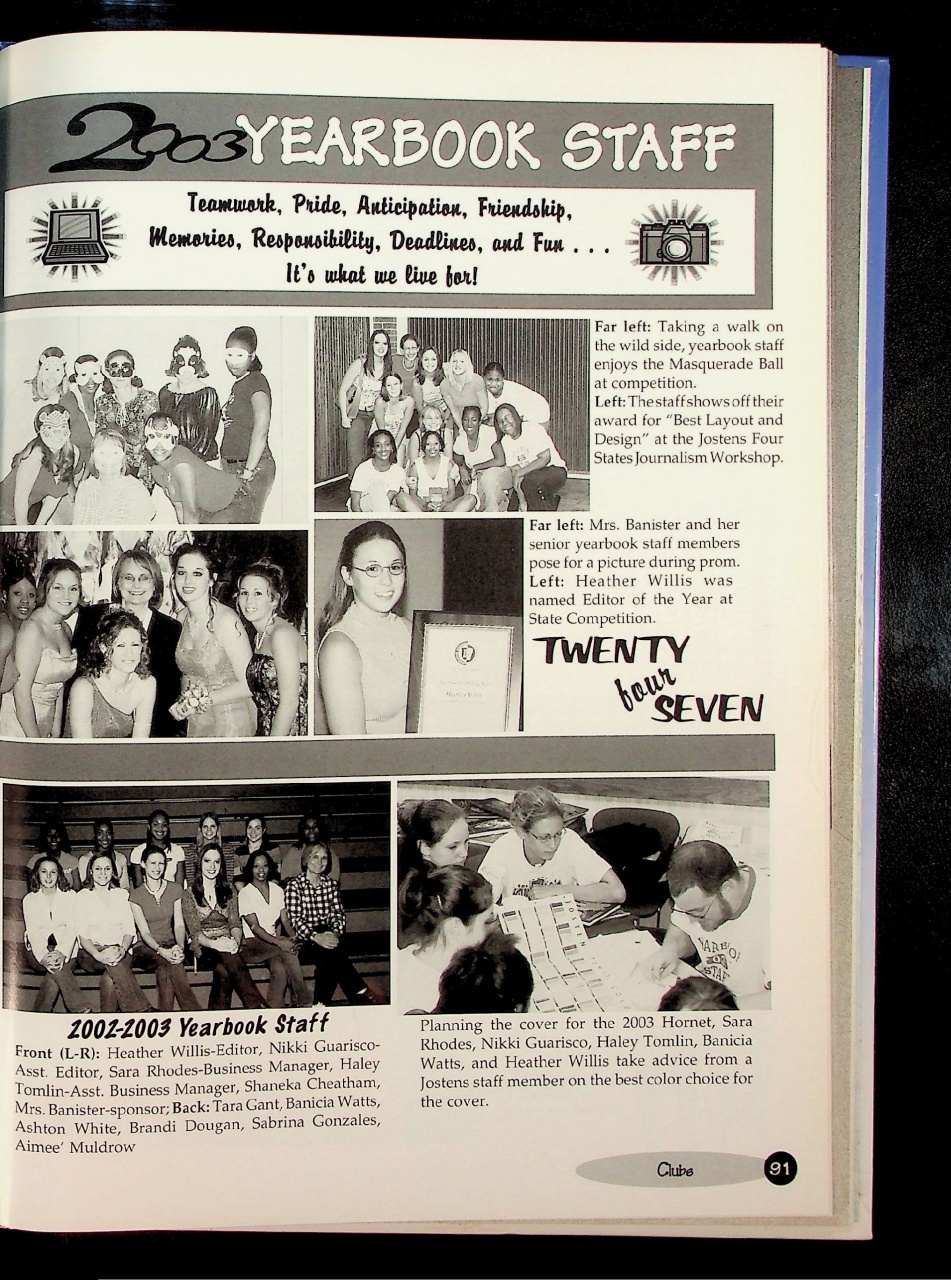 2003 YEARBOOK STAFF
Teamwork, Pride, Anticipation, Friendship,
Memories, Responsibility, Deadlines, and Fun . . .
It's what we live for!
Far left: Taking a walk on
the wild side, yearbook staff
enjoys the Masquerade Ball
at competition.
Left: The staff shows off their
award for "Best Layout and
Design" at the Jostens Four
States Journalism Workshop.
Far left: Mrs. Banister and her
senior yearbook staff members
pose for a picture during prom.
Left: Heather Willis was
named Editor of the Year at
State Competition.
TWENTY
four
SEVEN
YEARBOOK
STAFF
2002-2003 Yearbook Staff
Front (L-R): Heather Willis-Editor, Nikki Guarisco-
Asst. Editor, Sara Rhodes-Business Manager, Haley
Tomlin-Asst. Business Manager, Shaneka Cheatham,
Mrs. Banister-sponsor; Back: Tara Gant, Banicia Watts,
Ashton White, Brandi Dougan, Sabrina Gonzales,
Aimee' Muldrow
Planning the cover for the 2003 Hornet, Sara
Rhodes, Nikki Guarisco, Haley Tomlin, Banicia
Watts, and Heather Willis take advice from a
Jostens staff member on the best color choice for
the cover.
Clubs 91